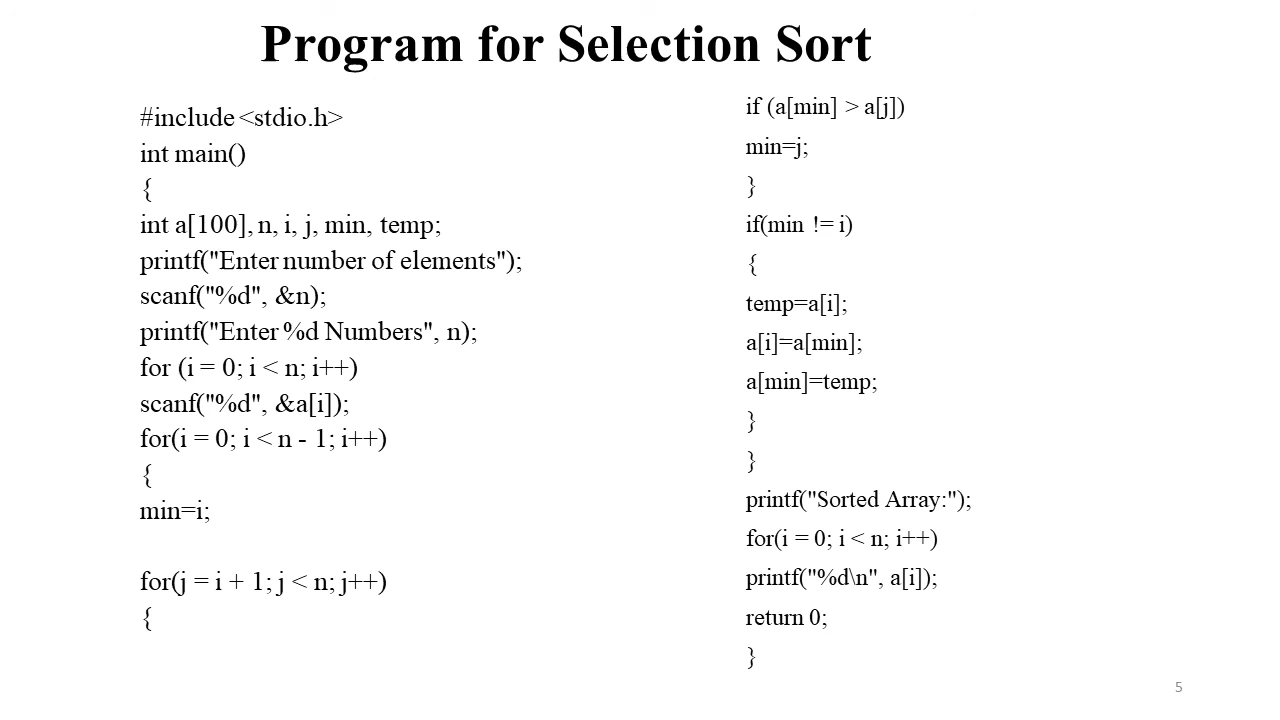 Program for Selection Sort
#include <stdio.h>
int main()
{
int a[100], n, i, j, min, temp;
printf("Enter number of elements");
scanf("%d", &n);
printf("Enter %d Numbers", n);
for (i = 0; i < n; i++)
scanf("%d", &a[i]);
for(i = 0; i < n - 1; i++)
{
min=i;
for(j = i + 1; j < n; j++)
{
if (a[min] > a[j])
min=j;
}
if(min != i)
{
temp=a[i];
a[i]=a[min];
a[min]=temp;
}
}
printf("Sorted Array:");
for(i = 0; i < n; i++)
printf("%d\n", a[i]);
return 0;
}
5